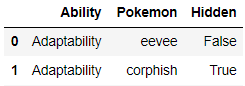 Ability Pokemon Hidden
0 Adaptability eevee False
1 Adaptability corphish True